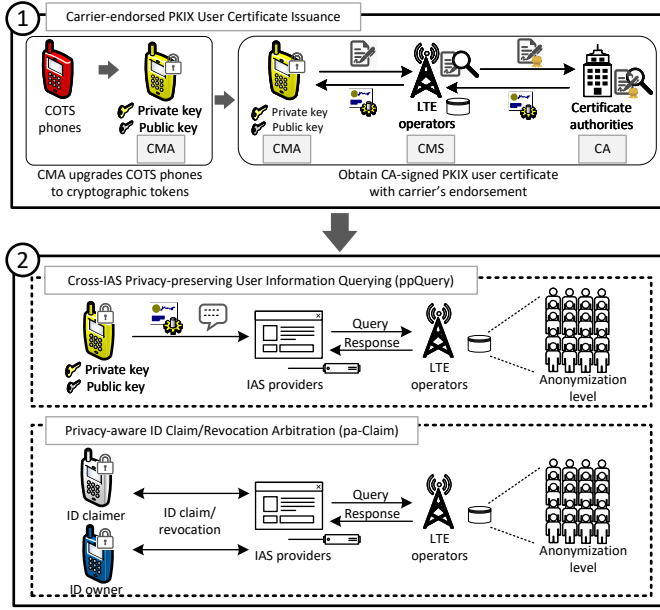 1
Carrier-endorsed PKIX User Certificate Issuance
COTS
phones
Private key
Public key
CMA
CMA upgrades COTS phones
to cryptographic tokens
Private key
Public key
CMA
LTE
operators
CMS
Certificate
authorities
CA
Obtain CA-signed PKIX user certificate
with carrier's endorsement
2
Cross-IAS Privacy-preserving User Information Querying (ppQuery)
Private key
Public key
IAS providers
Query
Response
LTE
operators
Anonymization
level
Privacy-aware ID Claim/Revocation Arbitration (pa-Claim)
ID claimer
ID owner
ID claim/
revocation
IAS providers
Query
Response
LTE
operators
Anonymization
level